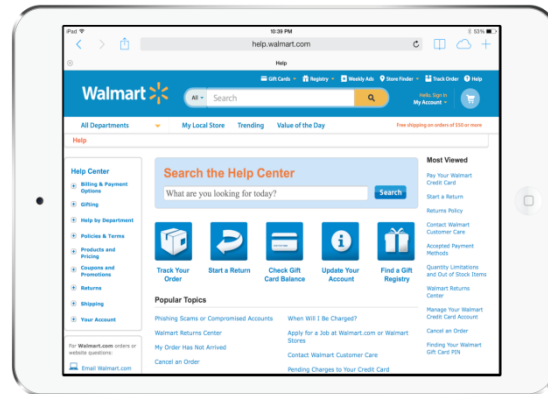 iPad
10:39 PM
93%
help.walmart.com
Help
Gift Cards
Registry
Weekly Ads
Store Finder
Track Order
Help
Walmart
All
Search
Hello. Sign In
My Account
All Departments
My Local Store
Trending
Value of the Day
Free shipping on orders of $50 or more
Help
Help Center
Billing & Payment
Options
Gifting
Help by Department
Policies & Terms
Products and
Pricing
Coupons and
Promotions
Returns
Shipping
Your Account
For Walmart.com orders or
website questions:
Email Walmart.com
Search the Help Center
What are you looking for today?
Search
Track Your
Order
Start a Return
Check Gift
Card Balance
Update Your
Account
Find a Gift
Registry
Popular Topics
Phishing Scams or Compromised Accounts
Walmart Returns Center
My Order Has Not Arrived
Cancel an Order
When Will I Be Charged?
Apply for a Job at Walmart.com or Walmart
Stores
Contact Walmart Customer Care
Pending Charges to Your Credit Card
Most Viewed
Pay Your Walmart
Credit Card
Start a Return
Returns Policy
Contact Walmart
Customer Care
Accepted Payment
Methods
Quantity Limitations
and Out of Stock Items
Walmart Returns
Center
Manage Your Walmart
Credit Card Account
Cancel an Order
Finding Your Walmart
Gift Card PIN